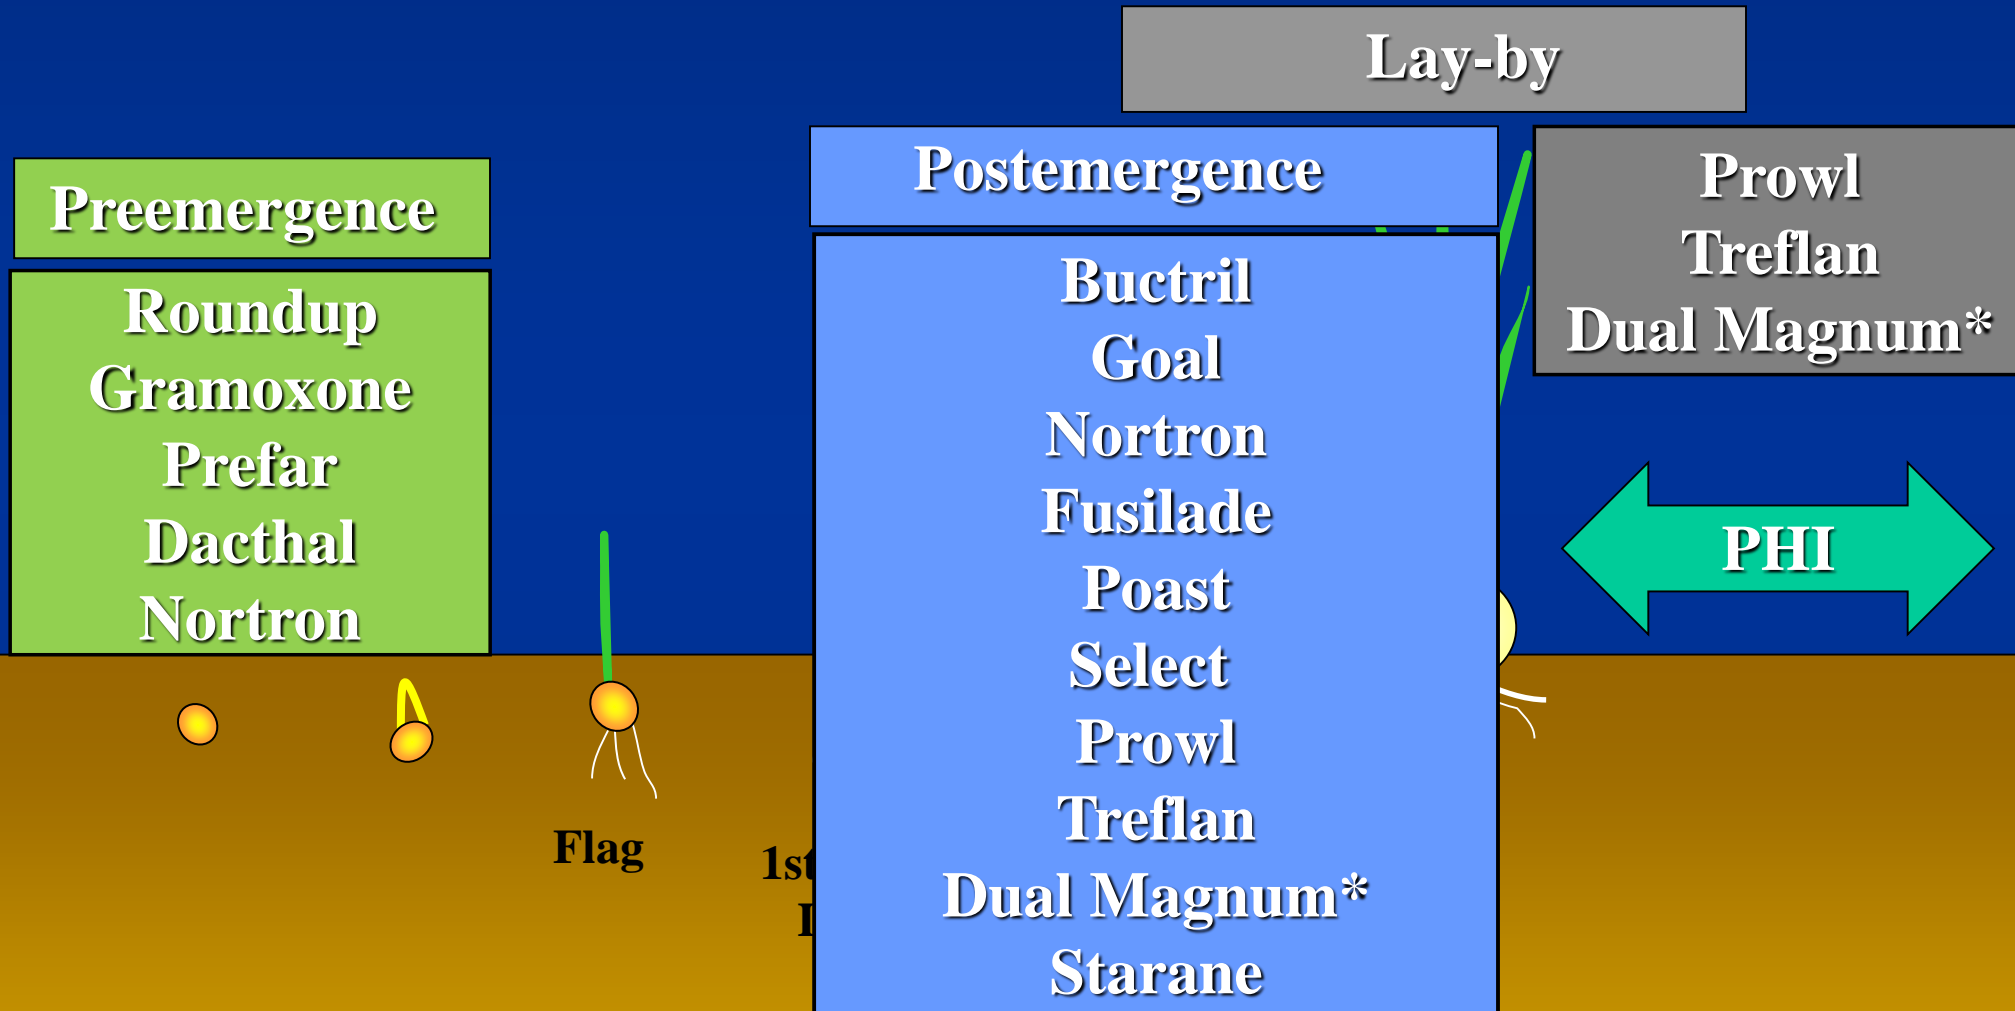 Lay-by
Preemergence
Roundup
Gramoxone
Prefar
Dacthal
Nortron
Postemergence
Buctril
Goal
Nortron
Fusilade
Poast
Select
Prowl
Treflan
Dual Magnum*
Starane
Prowl
Treflan
Dual Magnum*
PHI
Flag
1st